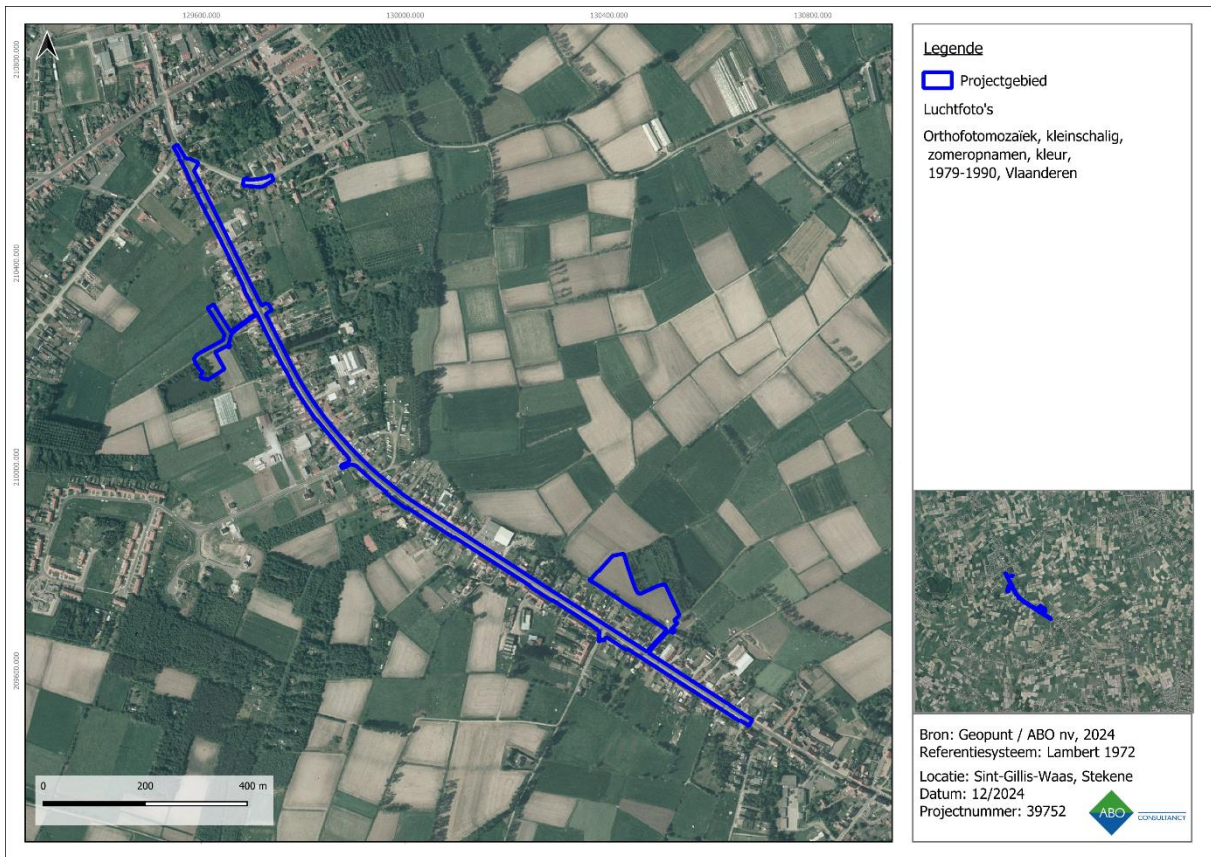 129600.000 130000.000 130400.000 130800.000
210800.000
210400.000
210000.000
209600.000
0 200 400 m
Legende
Projectgebied
Luchtfoto's
Orthofotomozaïek, kleinschalig,
zomeropnamen, kleur,
1979-1990, Vlaanderen
Bron: Geopunt / ABO nv, 2024
Referentiesysteem: Lambert 1972
Locatie: Sint-Gillis-Waas, Stekene
Datum: 12/2024
Projectnummer: 39752
ABO CONSULTANCY